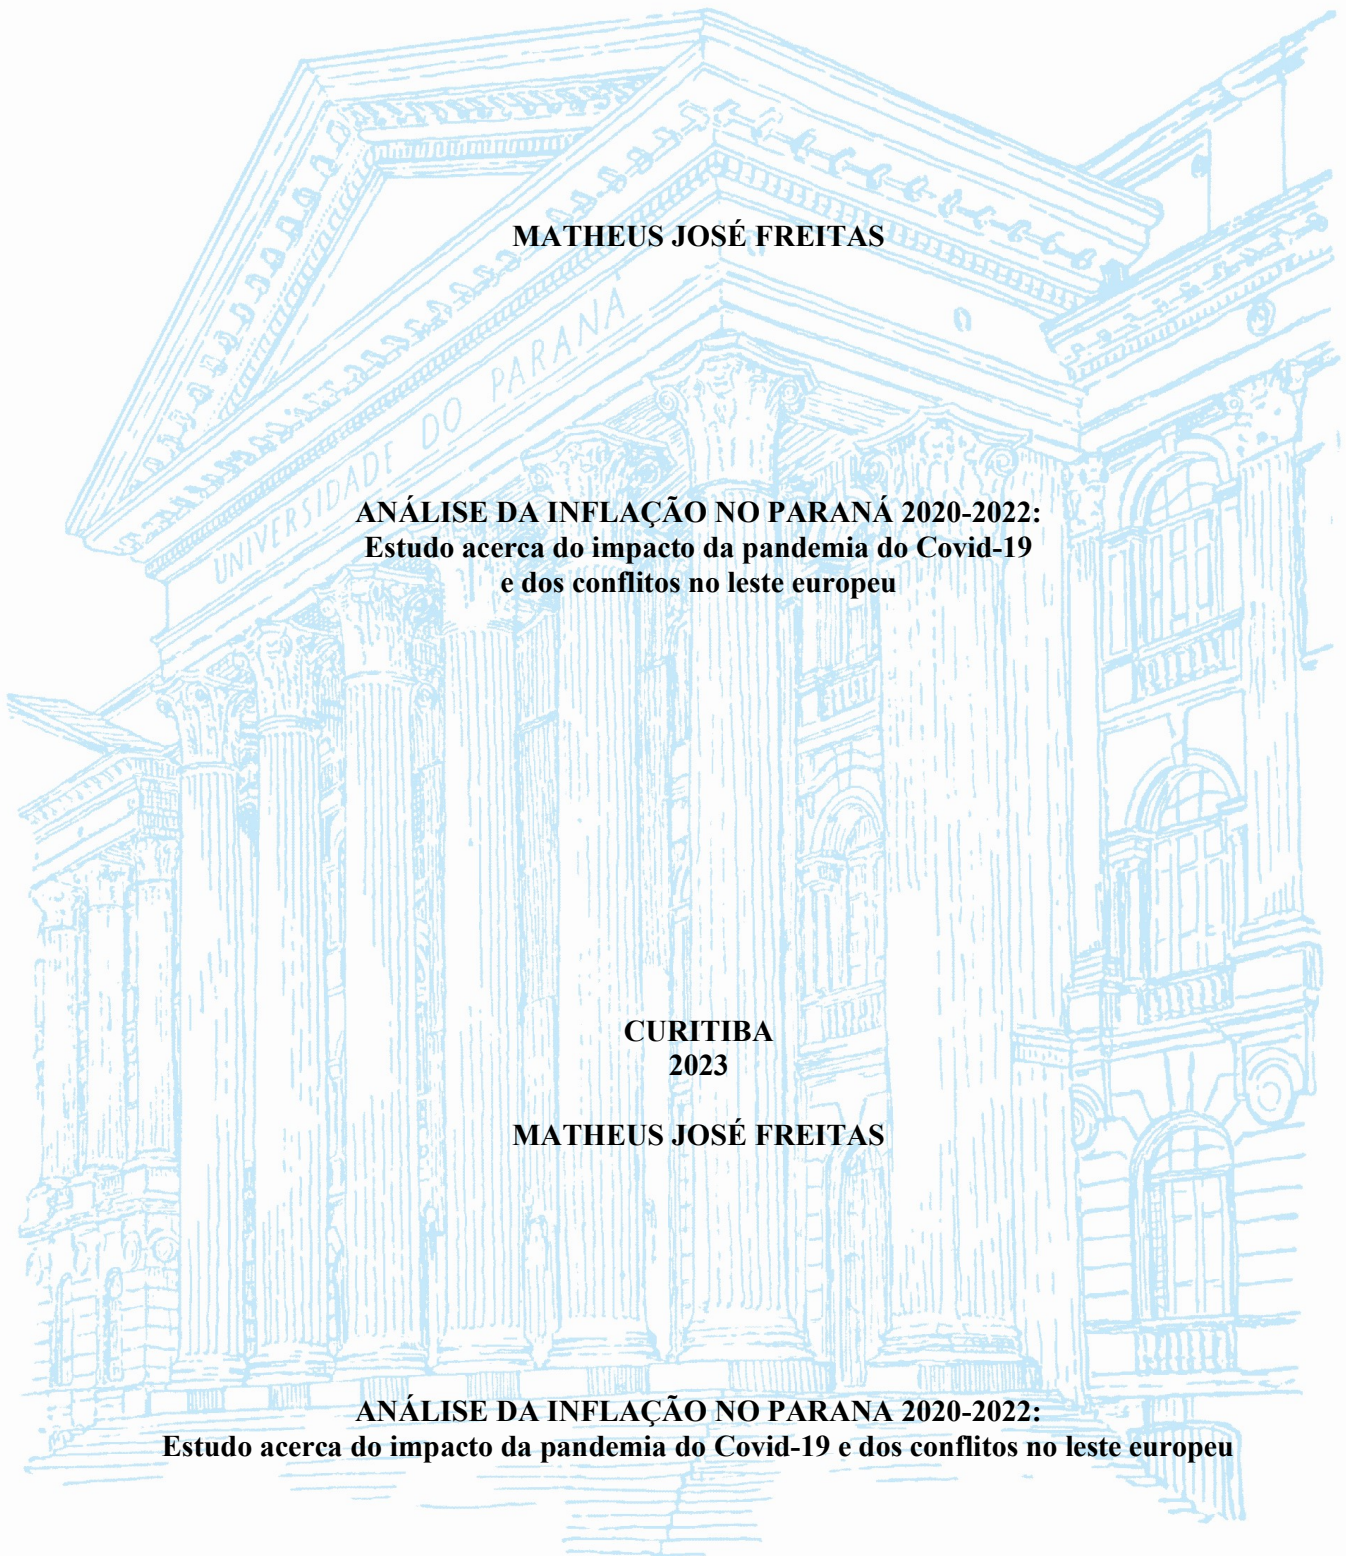 MATHEUS JOSÉ FREITAS
UNIVERSIDADE DO PARANÁ
ANÁLISE DA INFLAÇÃO NO PARANÁ 2020-2022:
Estudo acerca do impacto da pandemia do Covid-19
e dos conflitos no leste europeu
CURITIBA
2023
MATHEUS JOSÉ FREITAS
ANÁLISE DA INFLAÇÃO NO PARANA 2020-2022:
Estudo acerca do impacto da pandemia do Covid-19 e dos conflitos no leste europeu